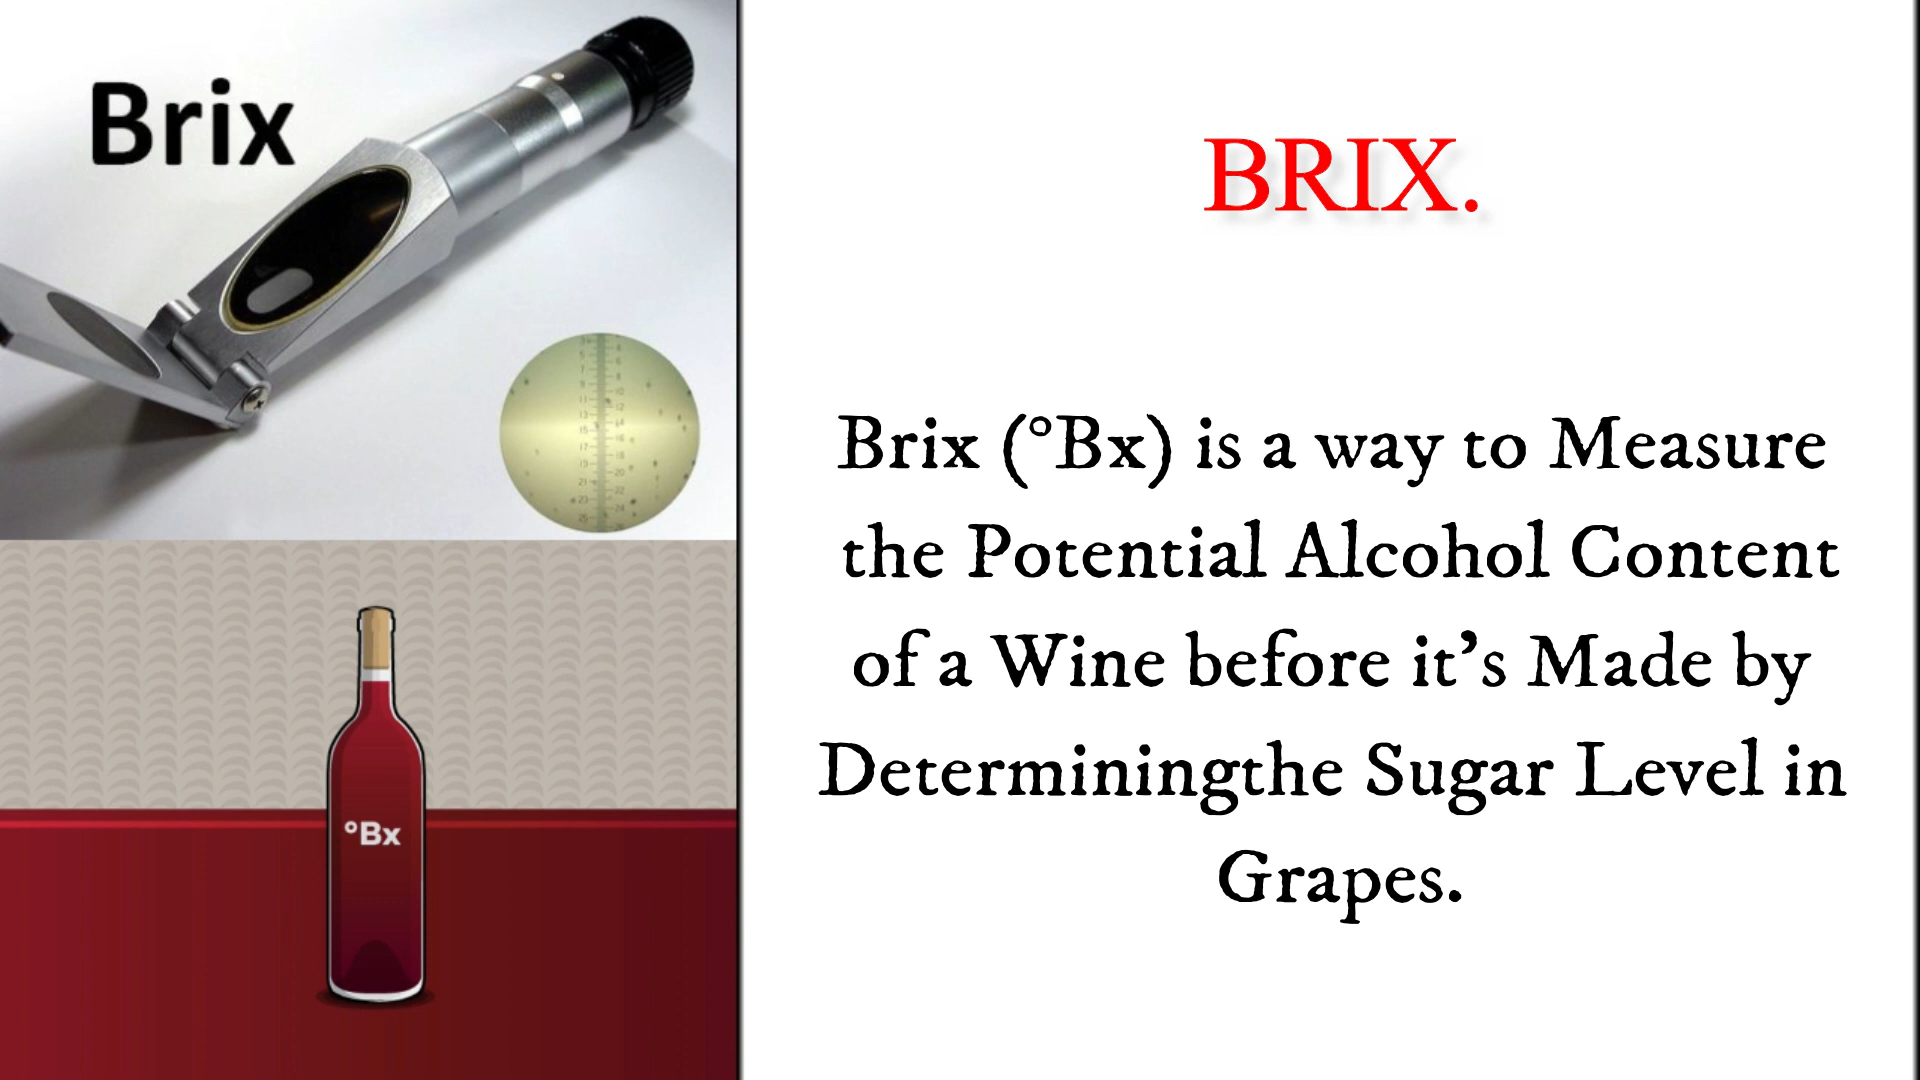 Brix
°Bx
BRIX.
Brix (°Bx) is a way to Measure
the Potential Alcohol Content
of a Wine before it’s Made by
Determiningthe Sugar Level in
Grapes.